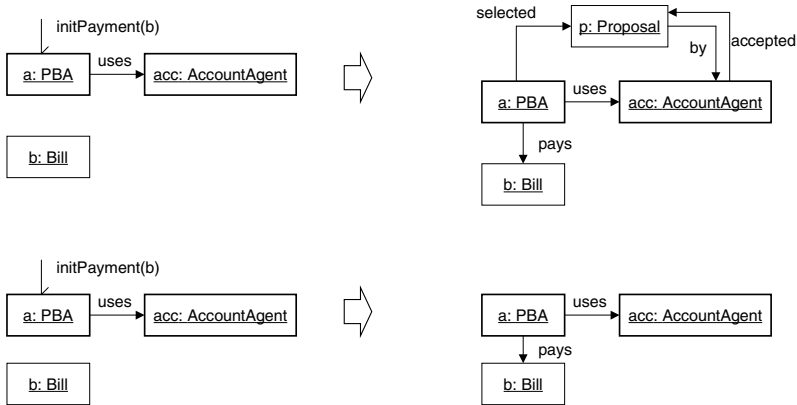 initPayment(b)
uses
a: PBA
acc: AccountAgent
b: Bill
selected
p: Proposal
by
accepted
uses
a: PBA
acc: AccountAgent
pays
b: Bill
initPayment(b)
uses
a: PBA
acc: AccountAgent
b: Bill
uses
a: PBA
acc: AccountAgent
pays
b: Bill